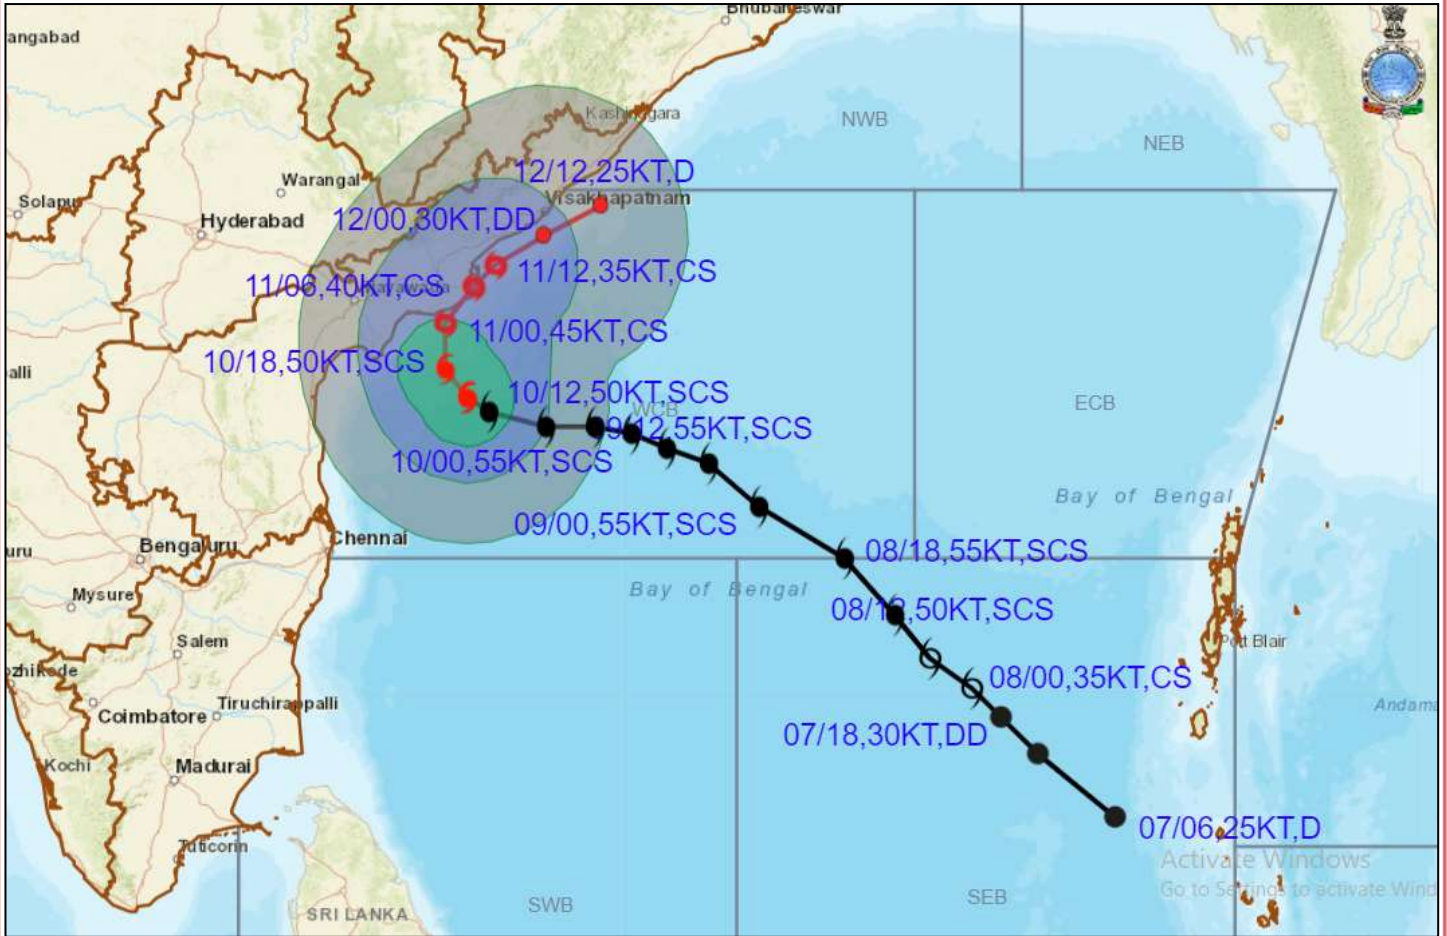 Bhubaneswar
angabad
Kashinagara
NWB
NEB
12/12,25KT,D
Warangal
Visakhapatnam
Solapu
Hyderabad
12/00,30KT,DD
11/12,35KT,CS
11/06,40KT,CS
11/00,45KT,CS
10/18,50KT,SCS
alli
10/12,50KT,SCS
WCB
ECB
09/12,55KT,SCS
10/00,55KT,SCS
Bay of Bengal
09/00,55KT,SCS
Chennai
uru
Bengaluru
08/18,55KT,SCS
Bay of Bengal
Mysure
08/12,50KT,SCS
Salem
Port Blair
ozhikode
08/00,35KT,CS
Tiruchirappalli
Coimbatore
Andama
07/18,30KT,DD
Kochi
Madurai
07/06,25KT,D
Tuticorin
Activate Windows
Go to Settings to activate Wind
SWB
SEB
SRI LANKA